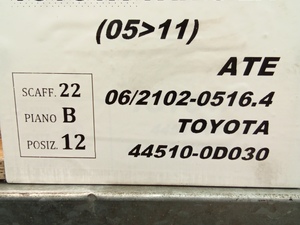 (05>11)
ATE
06/2102-0516.4
TOYOTA
44510-0D030
SCAFF. 22
PIANO B
POSIZ. 12